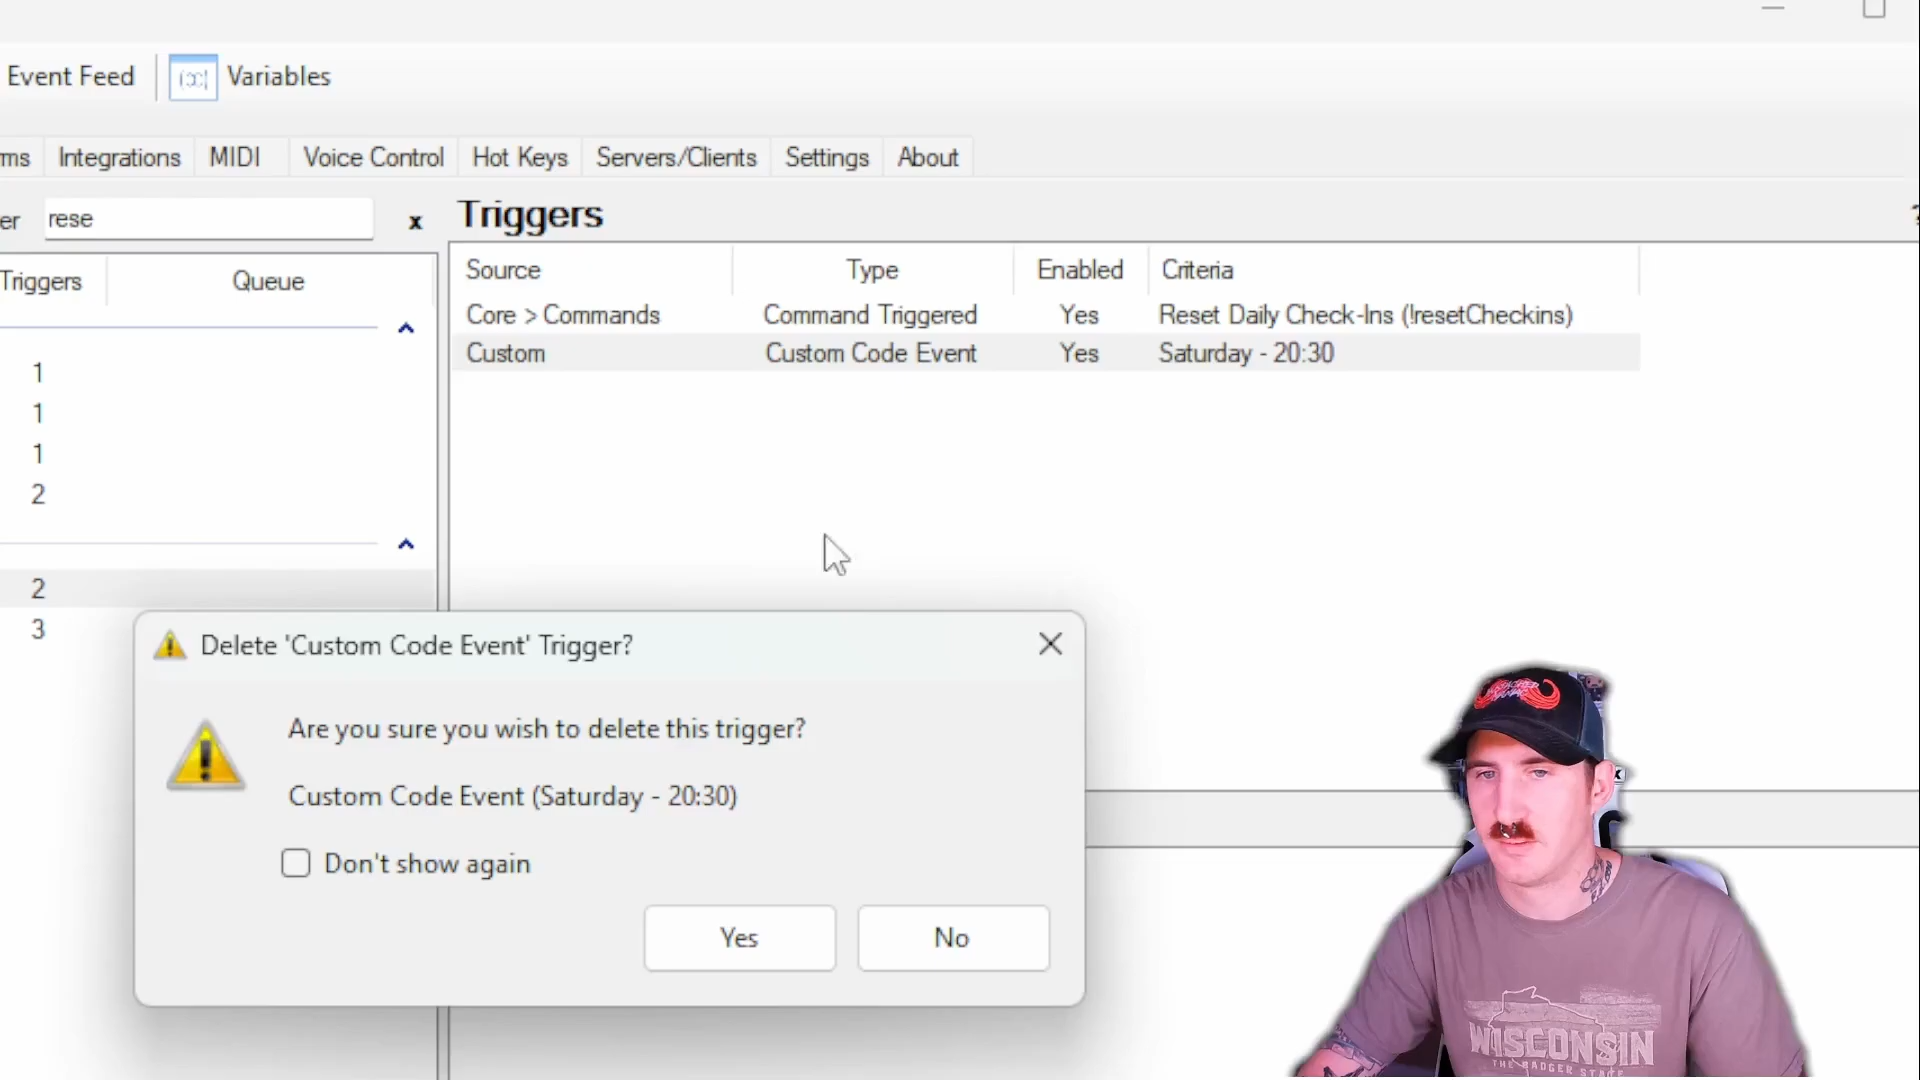 Event Feed
Variables
ms
Integrations
MIDI
Voice Control
Hot Keys
Servers/Clients
Settings
About
er
rese
x
Triggers
?
Triggers
Queue
1
1
1
2
2
3
Source
Type
Enabled
Criteria
Core > Commands
Command Triggered
Yes
Reset Daily Check-Ins (!resetCheckins)
Custom
Custom Code Event
Yes
Saturday - 20:30
Delete 'Custom Code Event' Trigger?
Are you sure you wish to delete this trigger?
Custom Code Event (Saturday - 20:30)
Don't show again
Yes
No
x
WISCONSIN
THE BADGER STATE